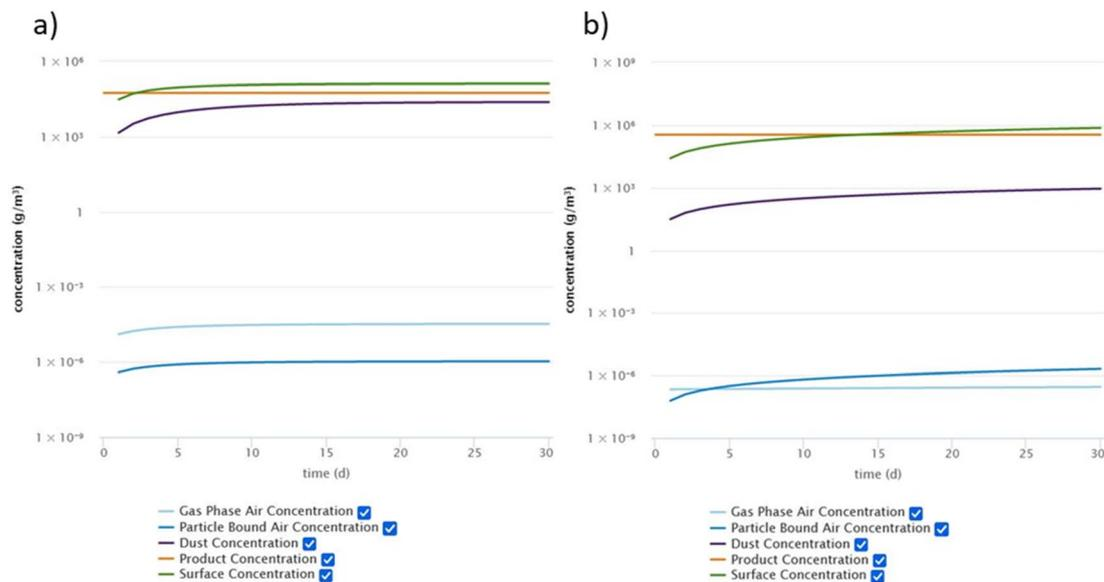 a)
1 × 10⁶
1 × 10³
1
1 × 10⁻³
1 × 10⁻⁶
1 × 10⁻⁹
concentration (g/m³)
0 5 10 15 20 25 30
time (d)
Gas Phase Air Concentration
Particle Bound Air Concentration
Dust Concentration
Product Concentration
Surface Concentration
b)
1 × 10⁹
1 × 10⁶
1 × 10³
1
1 × 10⁻³
1 × 10⁻⁶
1 × 10⁻⁹
concentration (g/m³)
0 5 10 15 20 25 30
time (d)
Gas Phase Air Concentration
Particle Bound Air Concentration
Dust Concentration
Product Concentration
Surface Concentration